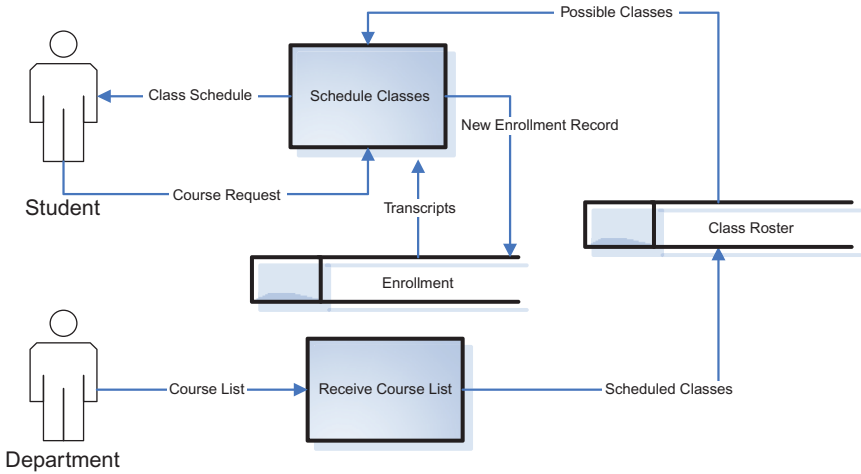 Possible Classes
Class Schedule
Schedule Classes
New Enrollment Record
Course Request
Student
Transcripts
Class Roster
Enrollment
Course List
Receive Course List
Scheduled Classes
Department